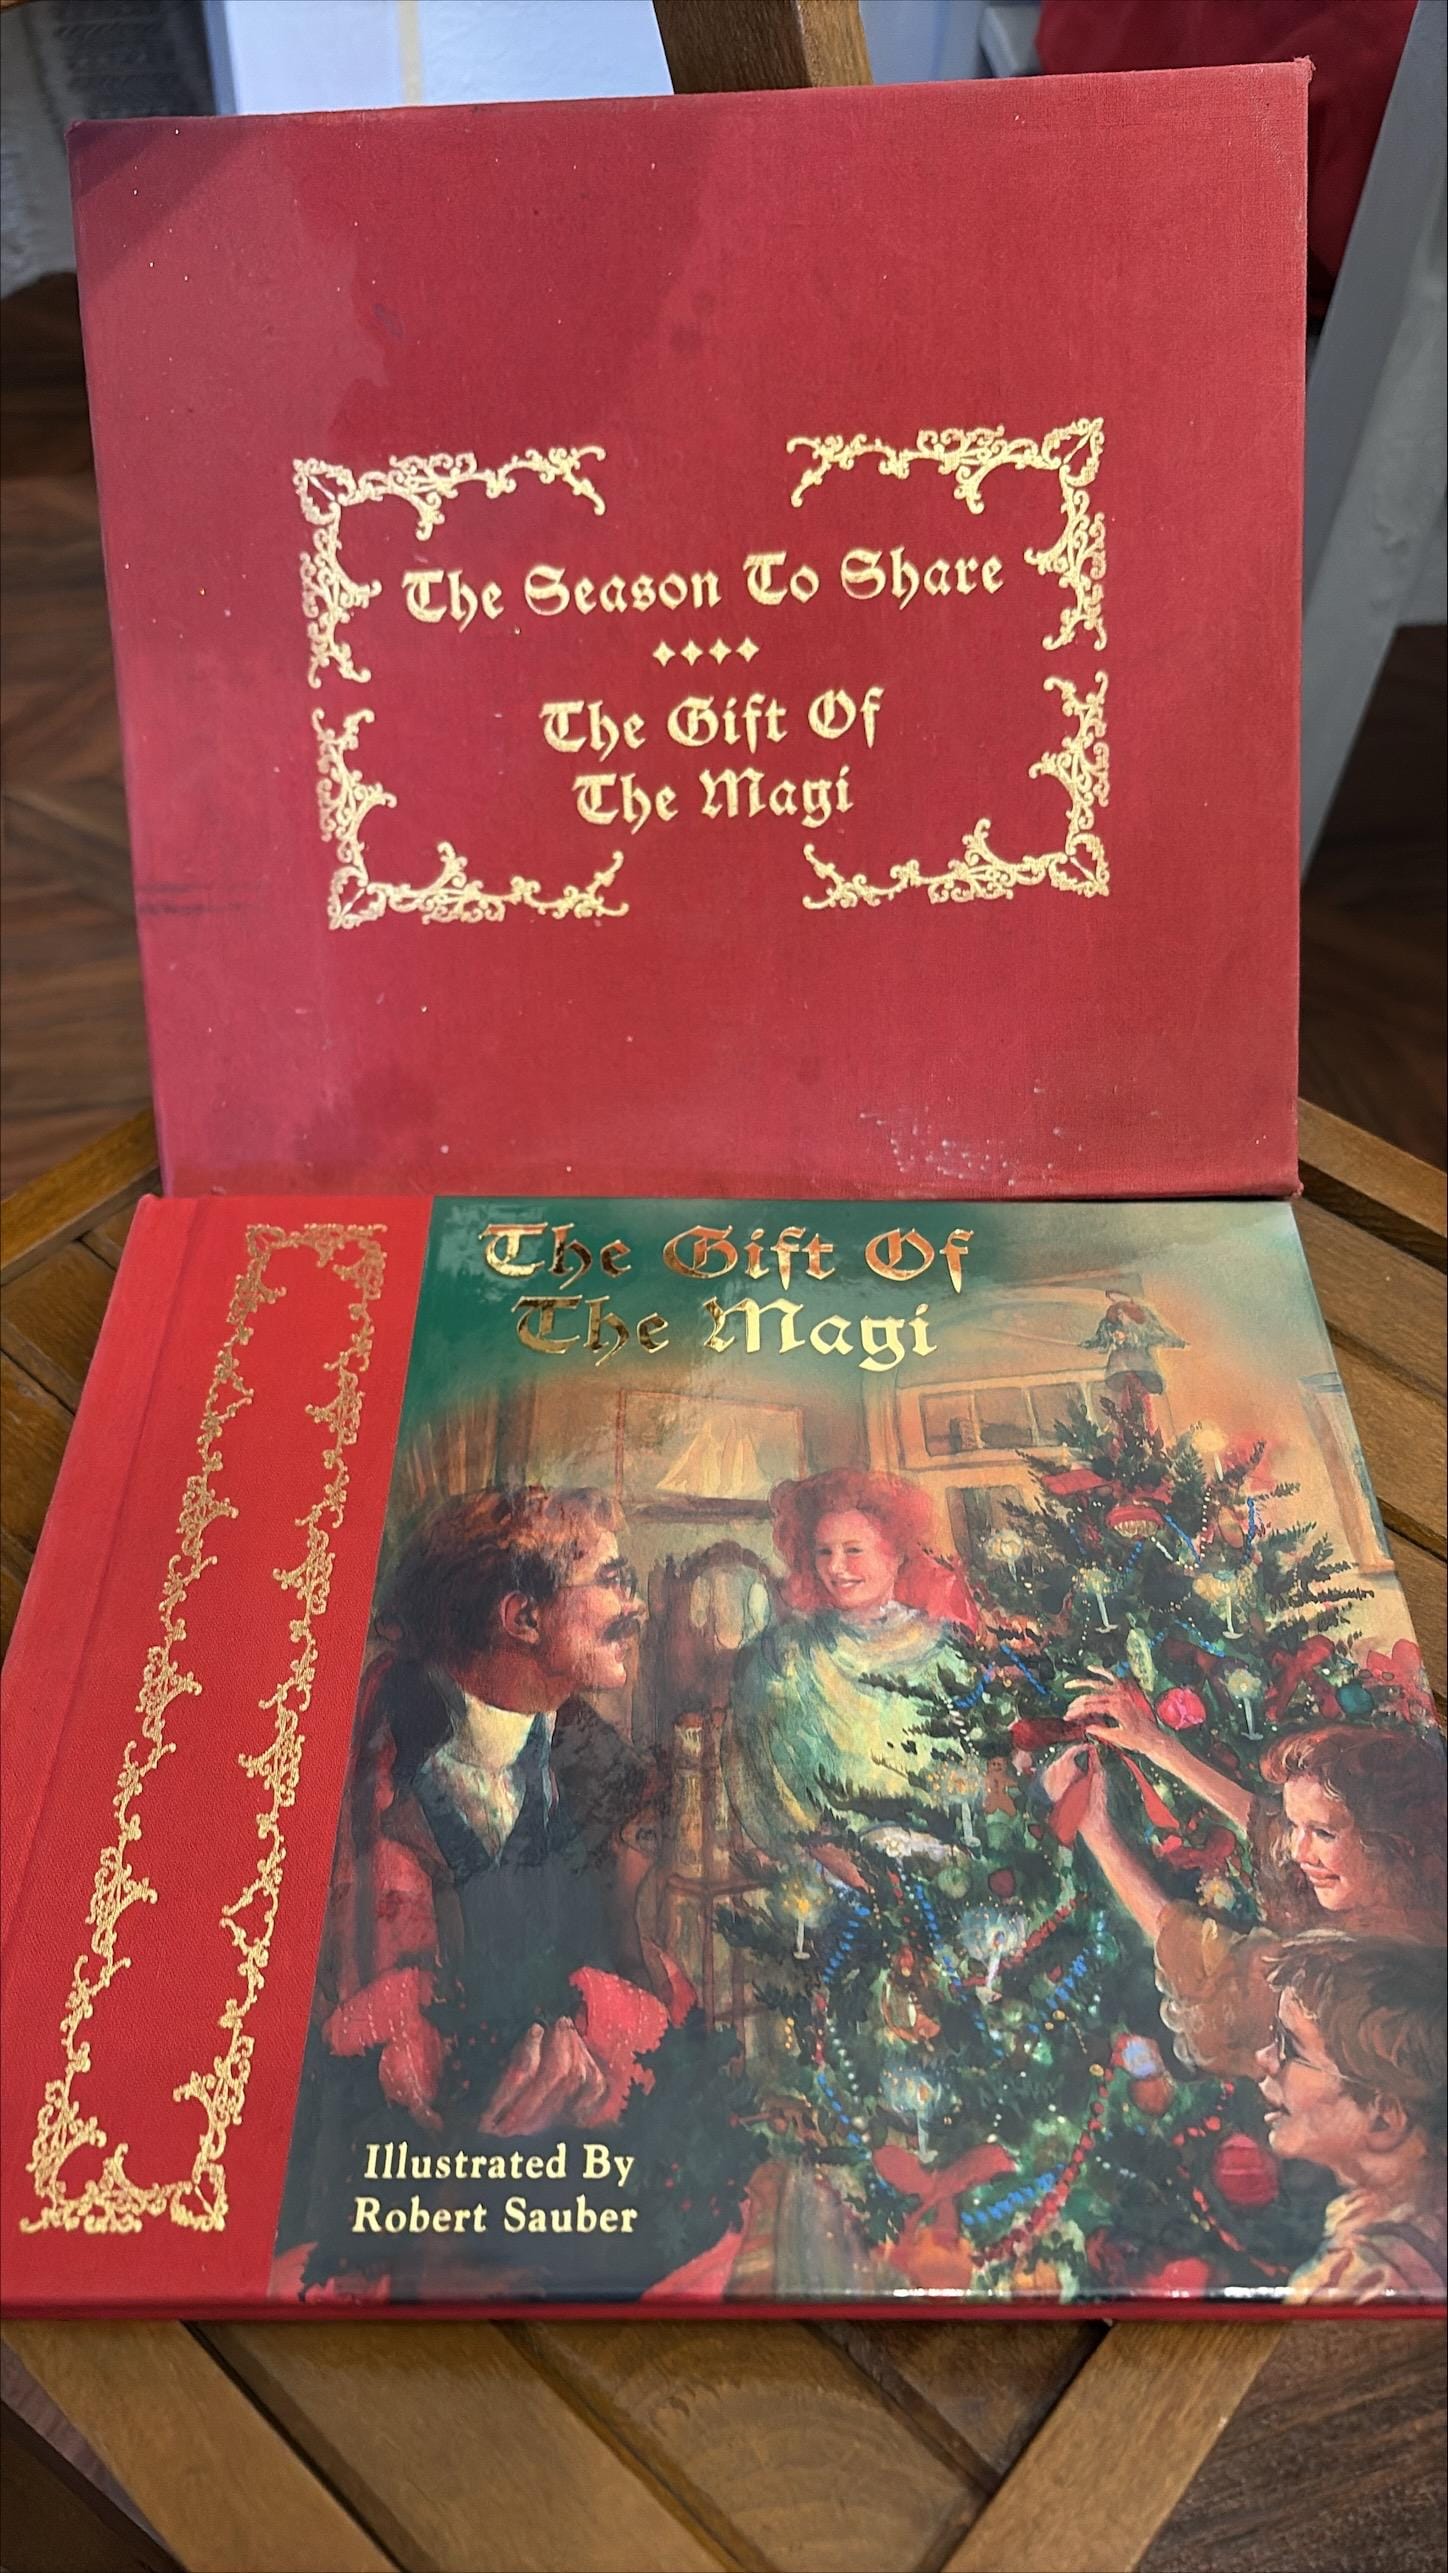 The Season To Share
The Gift Of
The Magi
The Gift Of
The Magi
Illustrated By
Robert Sauber